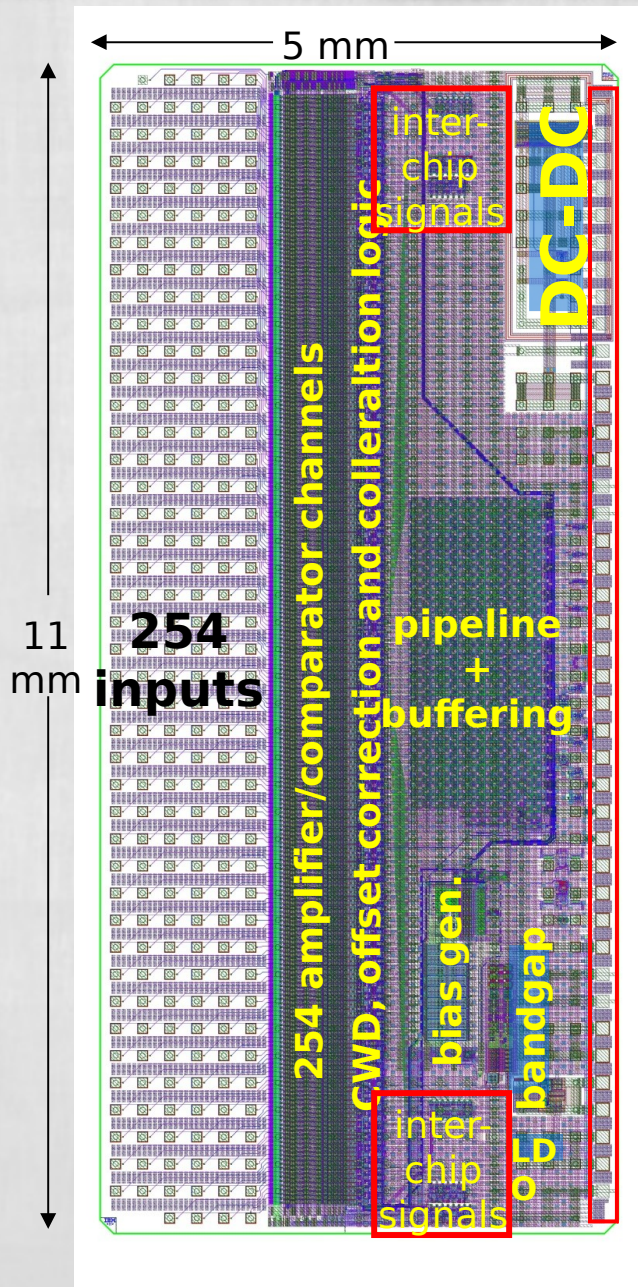 5 mm
inter-
chip
signals
DC-DC
11
mm
254
inputs
254 amplifier/comparator channels
CWD, offset correction and colleraltion logic
pipeline
+
buffering
bias gen.
bandgap
inter-
chip
signals
LD
O